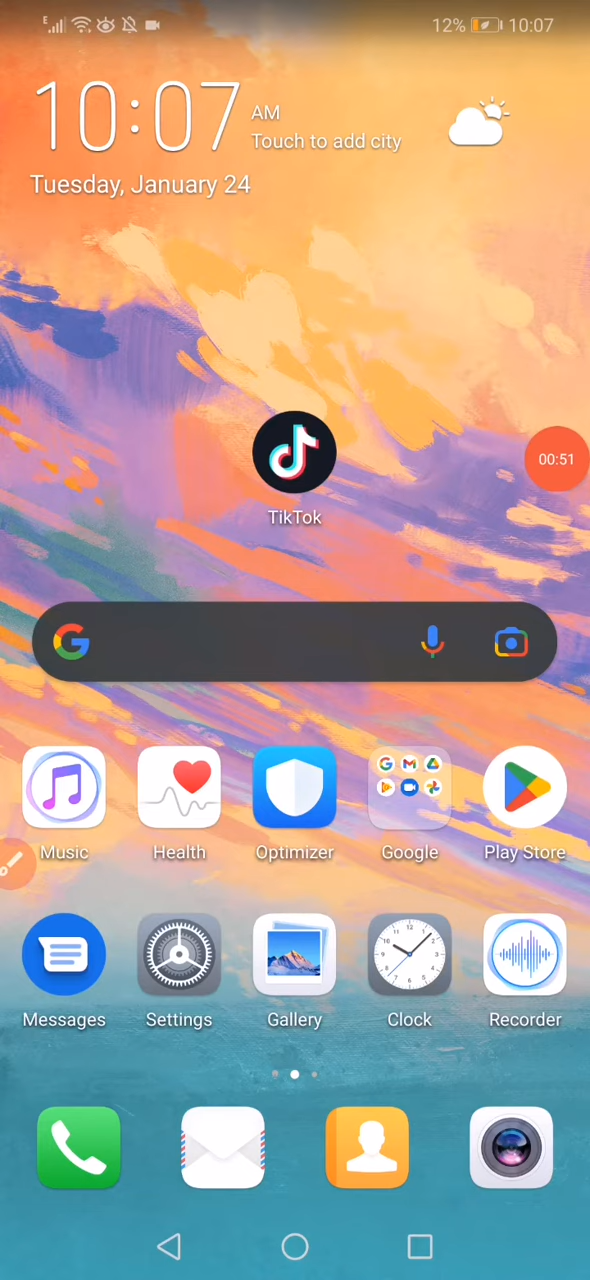 E 12% 10:07
10:07 AM
Touch to add city
Tuesday, January 24
TikTok
00:51
Music Health Optimizer Google Play Store
Messages Settings Gallery Clock Recorder